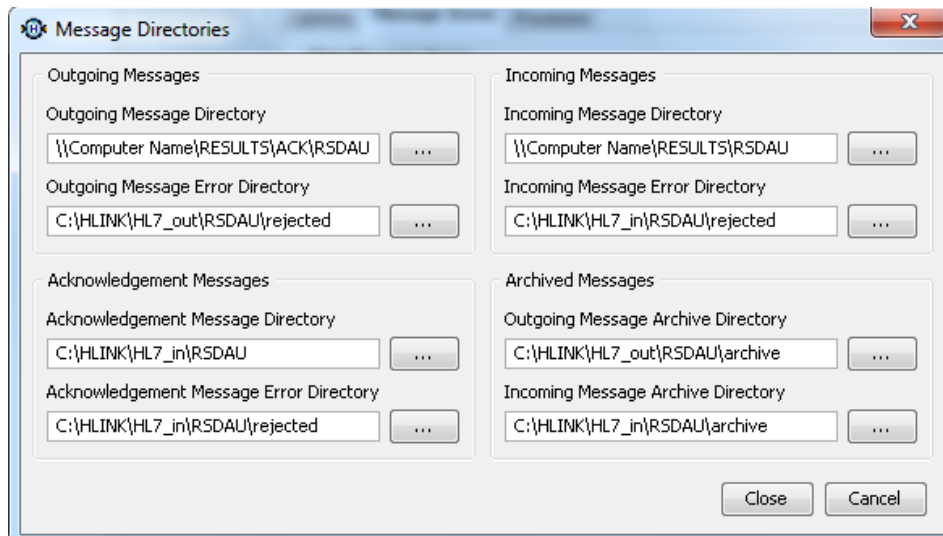 Message Directories
Outgoing Messages
Outgoing Message Directory
\\Computer Name\RESULTS\ACK\RSDAU
...
Outgoing Message Error Directory
C:\HLINK\HL7_out\RSDAU\rejected
...
Incoming Messages
Incoming Message Directory
\\Computer Name\RESULTS\RSDAU
...
Incoming Message Error Directory
C:\HLINK\HL7_in\RSDAU\rejected
...
Acknowledgement Messages
Acknowledgement Message Directory
C:\HLINK\HL7_in\RSDAU
...
Acknowledgement Message Error Directory
C:\HLINK\HL7_in\RSDAU\rejected
...
Archived Messages
Outgoing Message Archive Directory
C:\HLINK\HL7_out\RSDAU\archive
...
Incoming Message Archive Directory
C:\HLINK\HL7_in\RSDAU\archive
...
Close Cancel